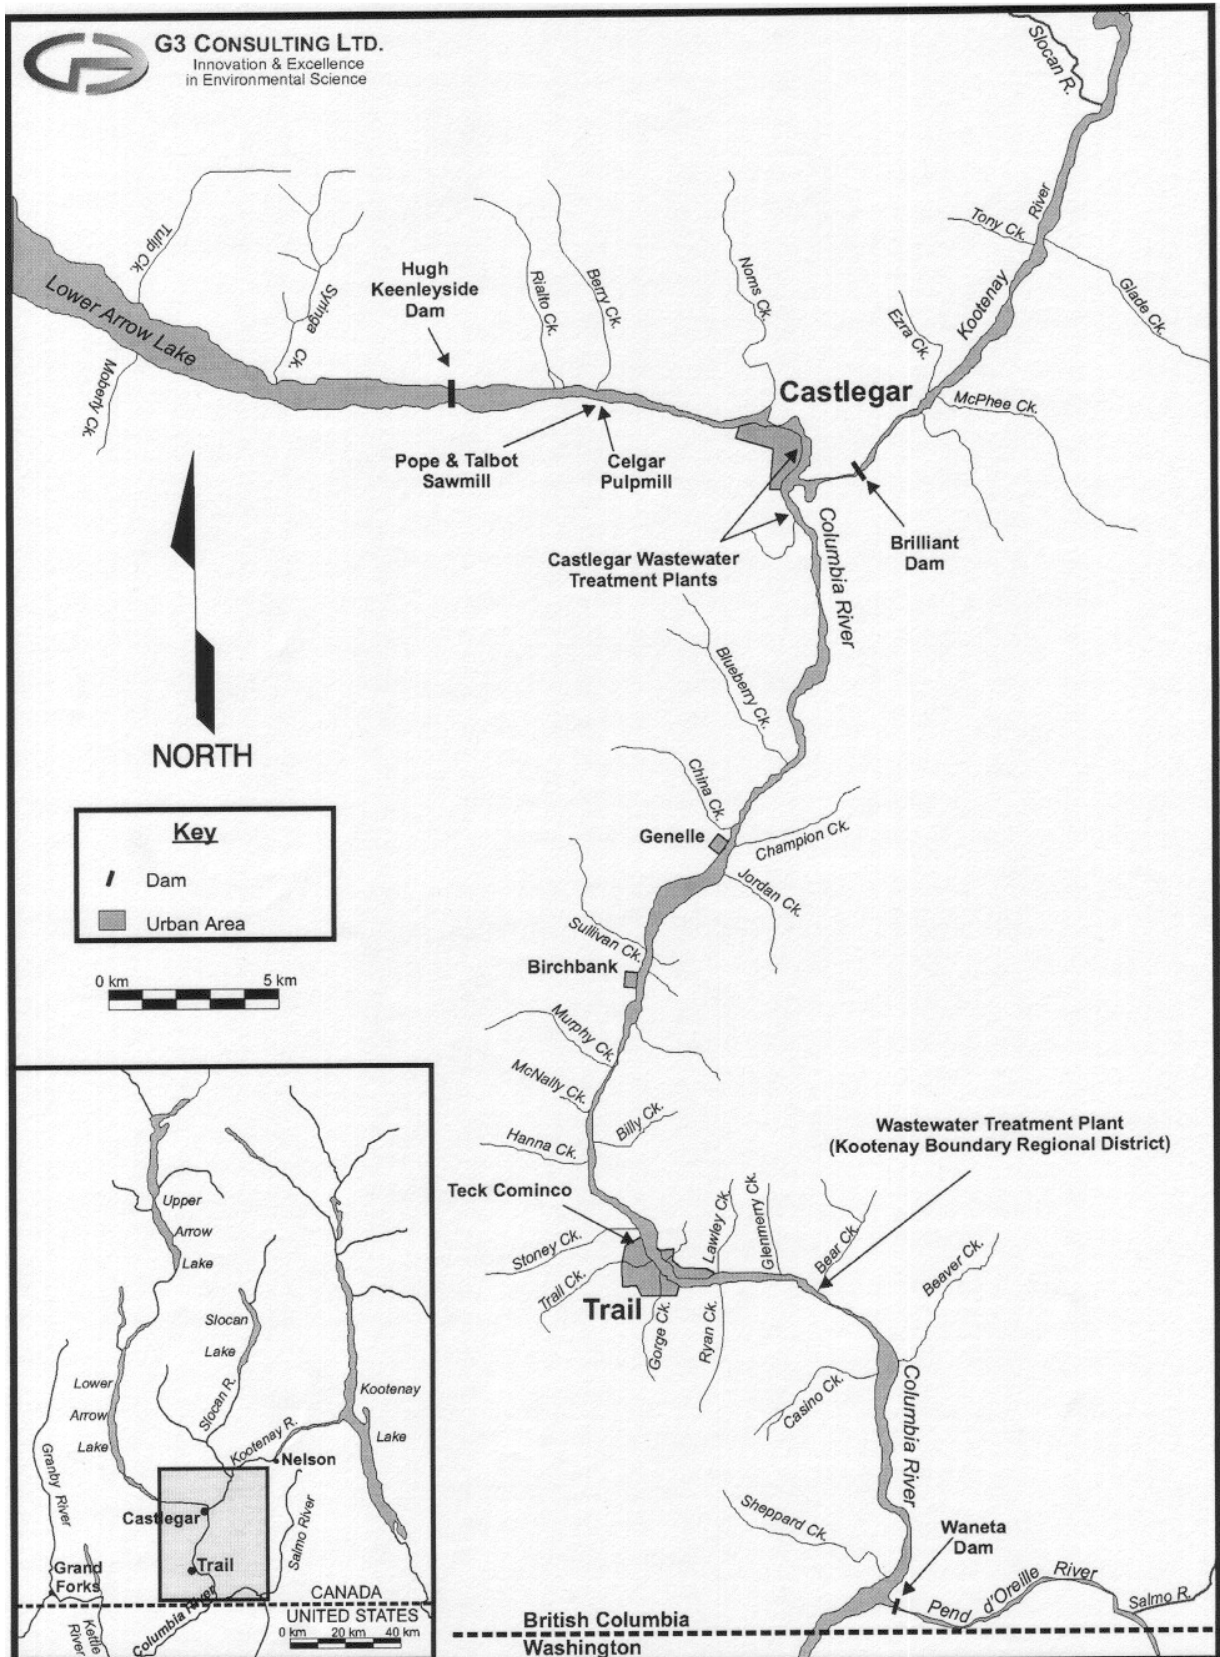 G3 CONSULTING LTD.
Innovation & Excellence
in Environmental Science
Slocan R.
Tulip Ck.
Lower Arrow Lake
Moberly Ck.
Syringa
Ck.
Hugh
Keenleyside
Dam
Rialto Ck.
Berry Ck.
Norns Ck.
Tony Ck.
River
Kootenay
Glade Ck.
Ezra Ck.
McPhee Ck.
Castlegar
Pope & Talbot
Sawmill
Celgar
Pulpmill
Castlegar Wastewater
Treatment Plants
Columbia River
Brilliant
Dam
NORTH
Blueberry Ck.
China Ck.
Genelle
Champion Ck.
Jordan Ck.
Key
Dam
Urban Area
0 km
5 km
Sullivan Ck.
Birchbank
Murphy Ck.
McNally Ck.
Billy Ck.
Hanna Ck.
Wastewater Treatment Plant
(Kootenay Boundary Regional District)
Teck Cominco
Stoney Ck.
Trail Ck.
Trail
Gorge Ck.
Ryan Ck.
Lawley Ck.
Glenmerry Ck.
Bear Ck.
Beaver Ck.
Casino Ck.
Columbia River
Sheppard Ck.
Waneta
Dam
Pend d'Oreille River
Salmo R.
British Columbia
Washington
Upper
Arrow
Lake
Slocan
Lake
Lower
Arrow
Lake
Slocan R.
Kootenay
Lake
Kootenay R.
Nelson
Granby River
Castlegar
Trail
Salmo River
Grand
Forks
CANADA
UNITED STATES
Kettle
River
Columbia River
0 km
20 km
40 km